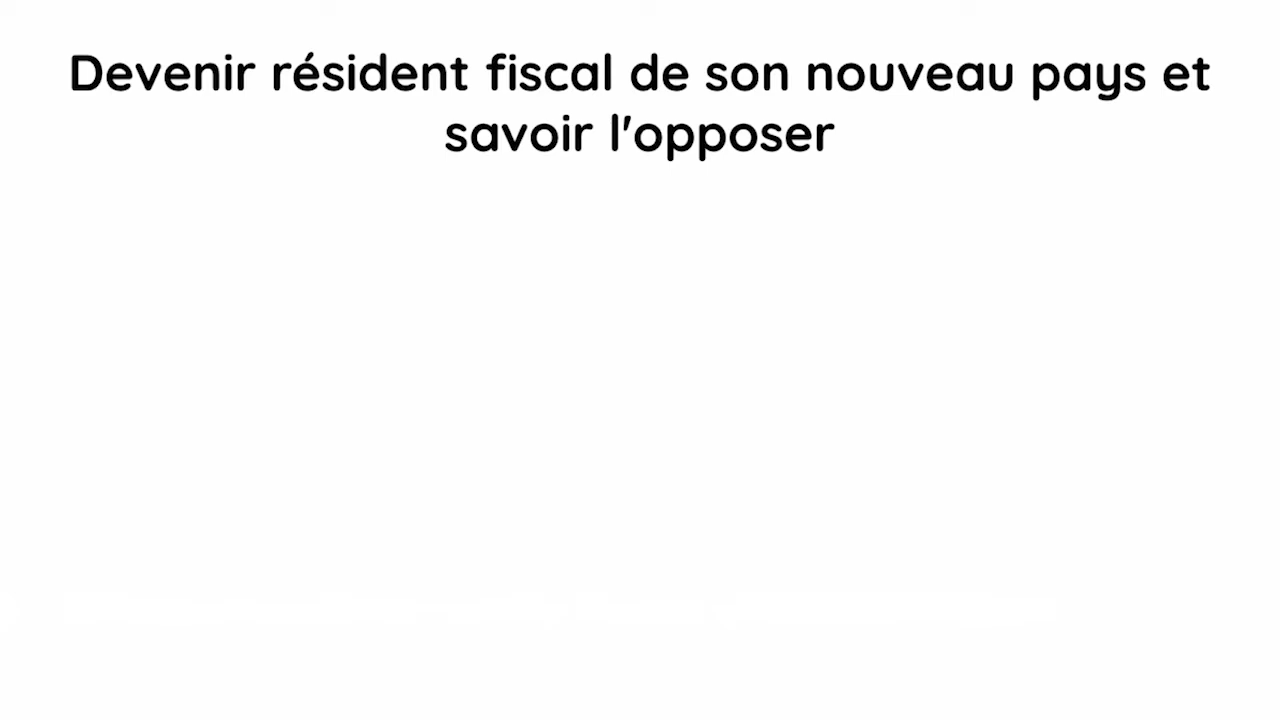 Devenir résident fiscal de son nouveau pays et
savoir l'opposer